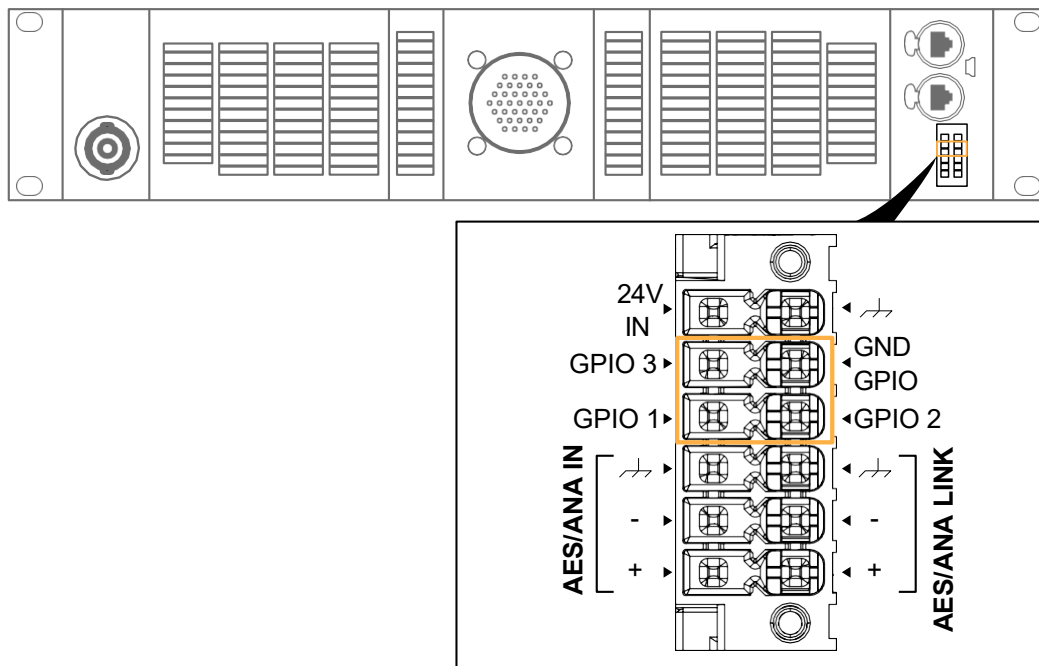 24V
IN
GPIO 3
GND
GPIO
GPIO 1
GPIO 2
AES/ANA IN
-
+
AES/ANA LINK
-
+